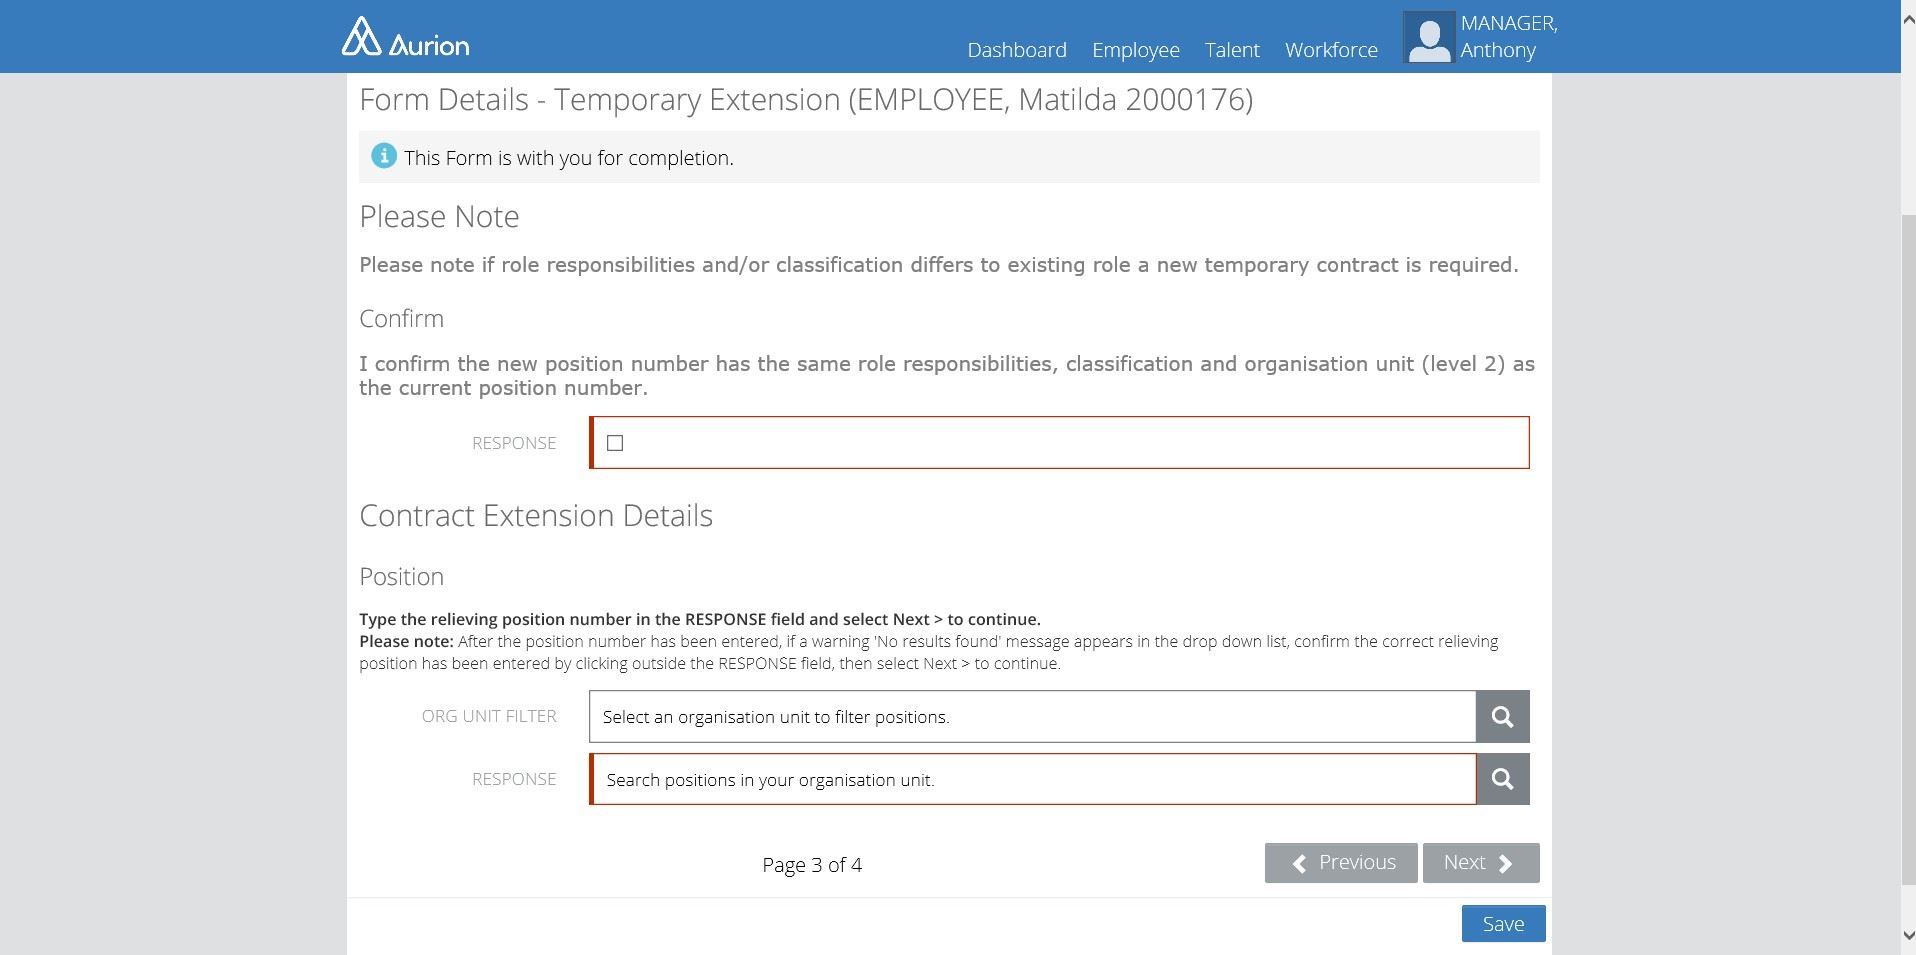 Aurion
Dashboard Employee Talent Workforce
MANAGER,
Anthony
Form Details - Temporary Extension (EMPLOYEE, Matilda 2000176)
This Form is with you for completion.
Please Note
Please note if role responsibilities and/or classification differs to existing role a new temporary contract is required.
Confirm
I confirm the new position number has the same role responsibilities, classification and organisation unit (level 2) as
the current position number.
RESPONSE
Contract Extension Details
Position
Type the relieving position number in the RESPONSE field and select Next > to continue.
Please note: After the position number has been entered, if a warning 'No results found' message appears in the drop down list, confirm the correct relieving
position has been entered by clicking outside the RESPONSE field, then select Next > to continue.
ORG UNIT FILTER Select an organisation unit to filter positions.
RESPONSE Search positions in your organisation unit.
Page 3 of 4 Previous Next
Save